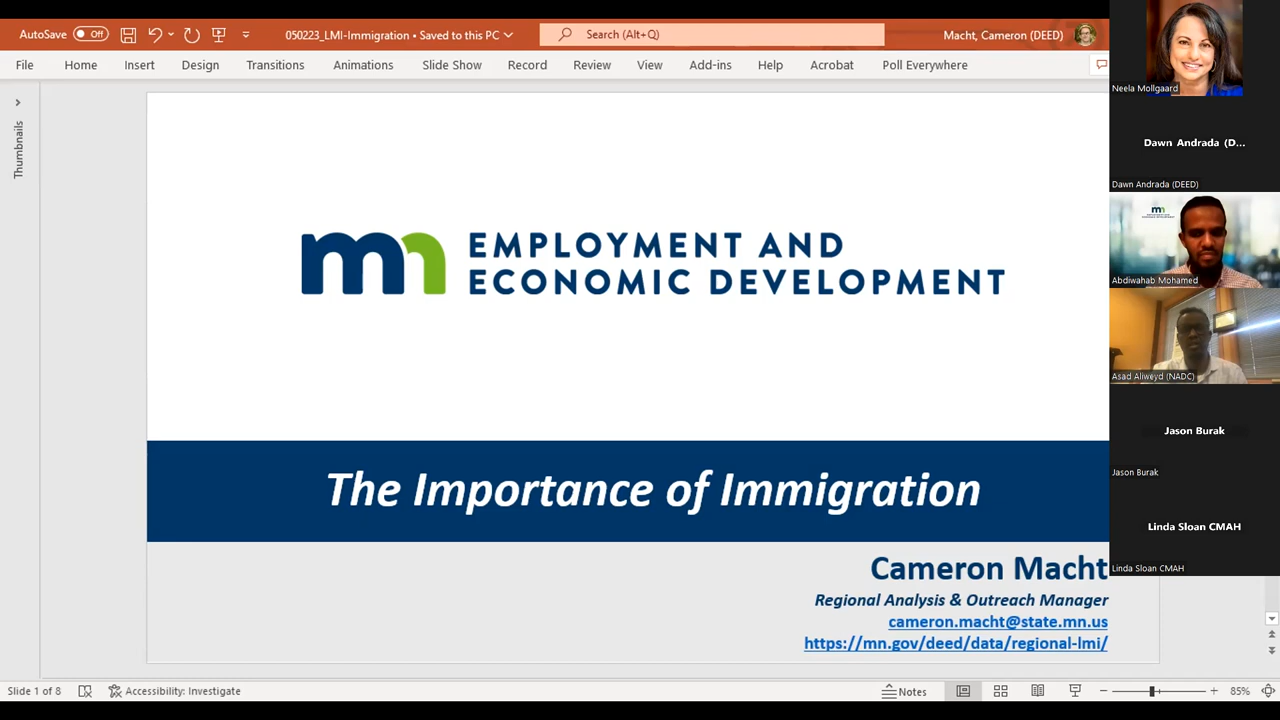 AutoSave Off 050223_LMI-Immigration • Saved to this PC Search (Alt+Q) Macht, Cameron (DEED)
File Home Insert Design Transitions Animations Slide Show Record Review View Add-ins Help Acrobat Poll Everywhere
Thumbnails
mn EMPLOYMENT AND
ECONOMIC DEVELOPMENT
The Importance of Immigration
Cameron Macht
Regional Analysis & Outreach Manager
cameron.macht@state.mn.us
https://mn.gov/deed/data/regional-lmi/
Slide 1 of 8 Accessibility: Investigate Notes 85%
Neela Mollgaard
Dawn Andrada (D...
Dawn Andrada (DEED)
Abdiwahab Mohamed
Asad Aliweyd (NADC)
Jason Burak
Jason Burak
Linda Sloan CMAH
Linda Sloan CMAH